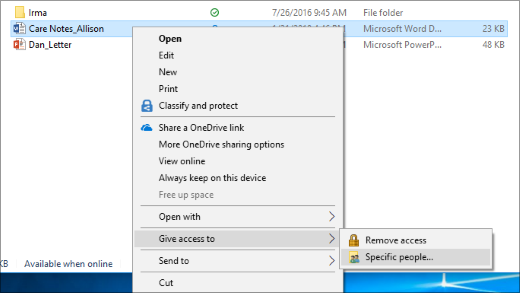 Irma 7/26/2016 9:45 AM File folder
Care Notes_Allison Microsoft Word D... 23 KB
Dan_Letter Microsoft PowerP... 48 KB
Open
Edit
New
Print
Classify and protect
Share a OneDrive link
More OneDrive sharing options
View online
Always keep on this device
Free up space
Open with
Give access to
Remove access
Specific people...
Send to
Cut
KB Available when online